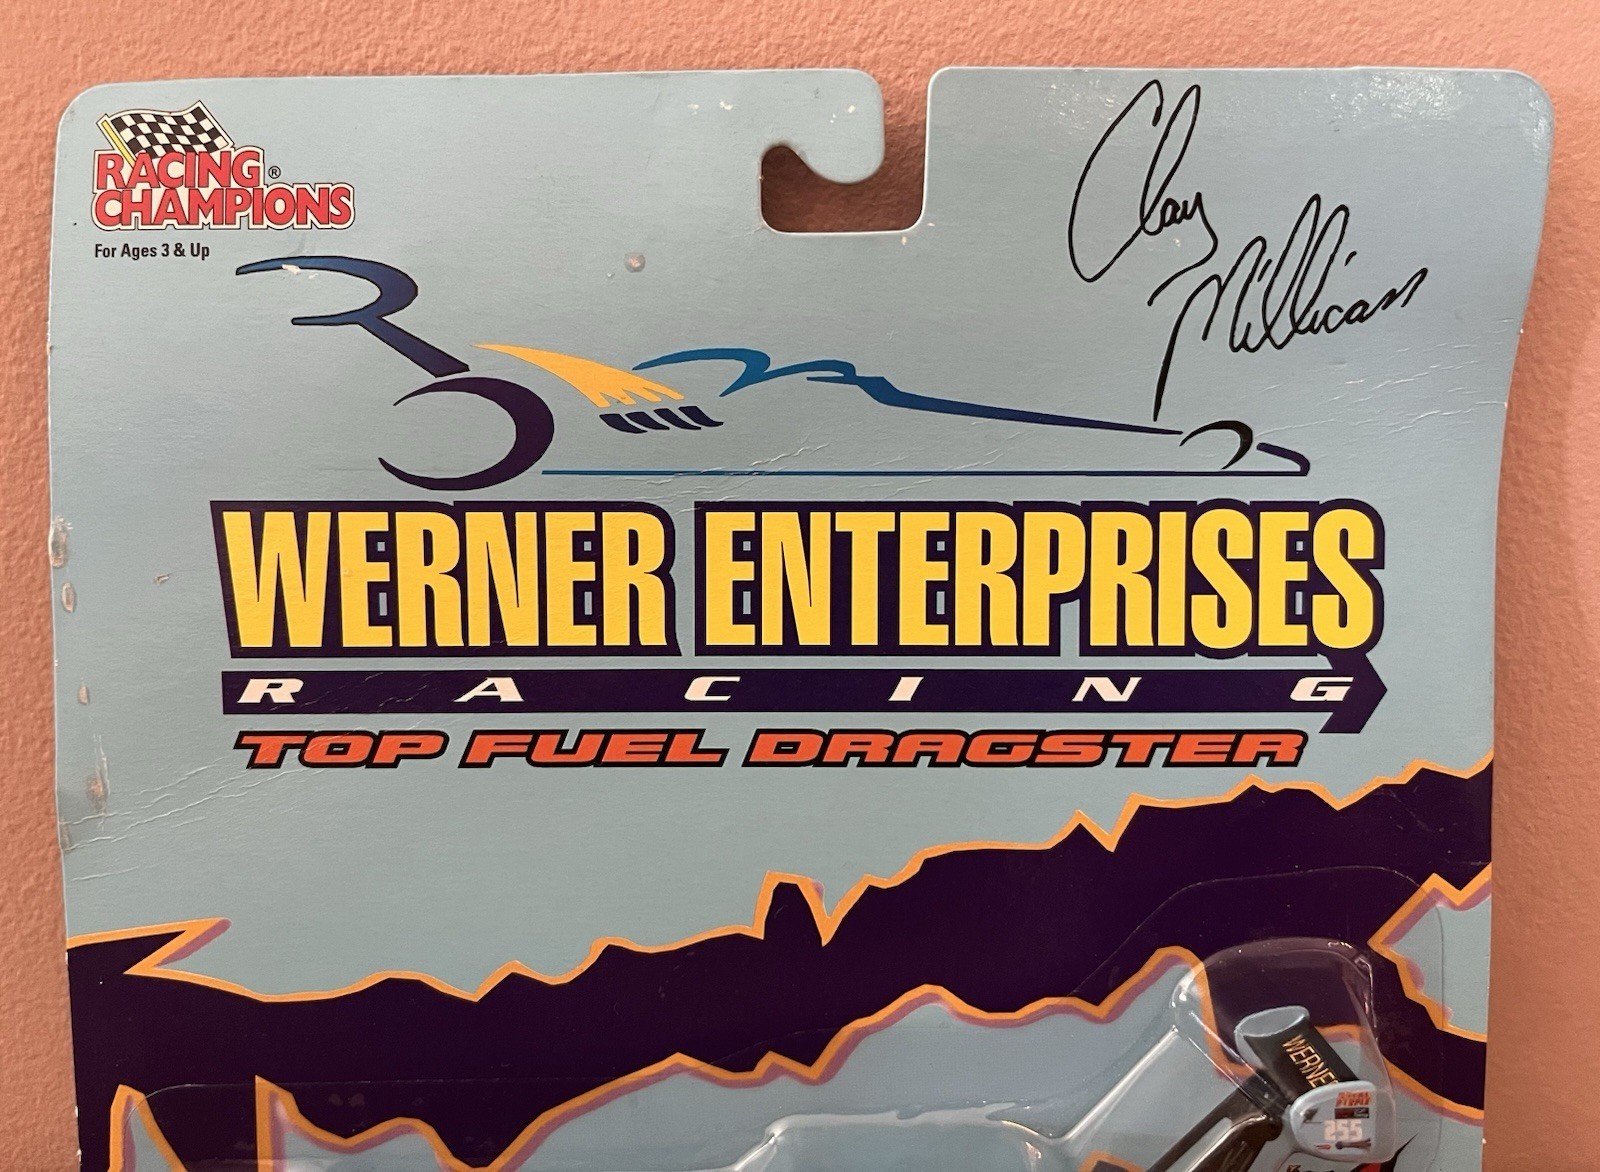 RACING®
CHAMPIONS
For Ages 3 & Up
Clay
Millican
WERNER ENTERPRISES
RACING
TOP FUEL DRAGSTER
WERNE
255